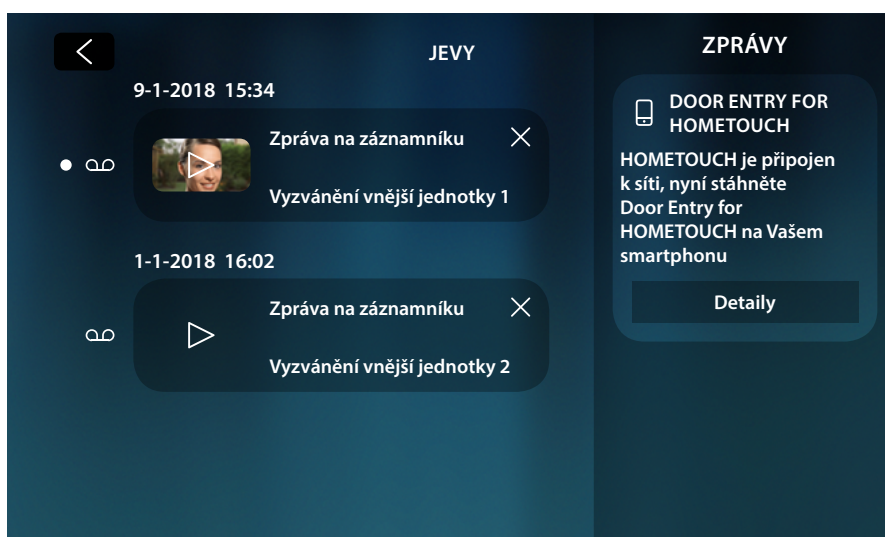 JEVY
9-1-2018 15:34
Zpráva na záznamníku
Vyzvánění vnější jednotky 1
1-1-2018 16:02
Zpráva na záznamníku
Vyzvánění vnější jednotky 2
ZPRÁVY
DOOR ENTRY FOR
HOMETOUCH
HOMETOUCH je připojen
k síti, nyní stáhněte
Door Entry for
HOMETOUCH na Vašem
smartphonu
Detaily